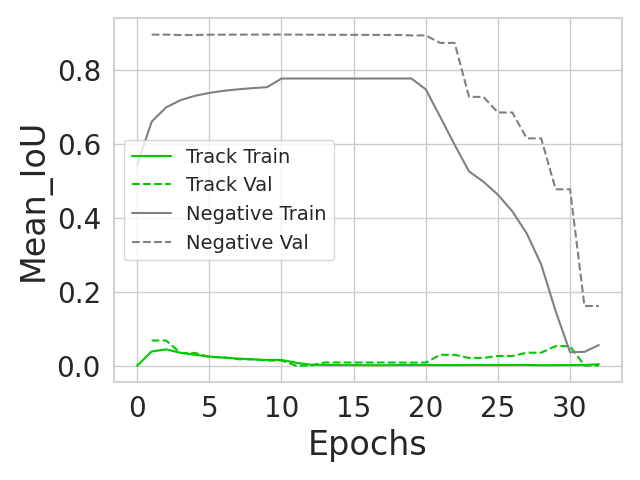 Mean_IoU
0.8
0.6
0.4
0.2
0.0
Track Train
Track Val
Negative Train
Negative Val
0 5 10 15 20 25 30
Epochs